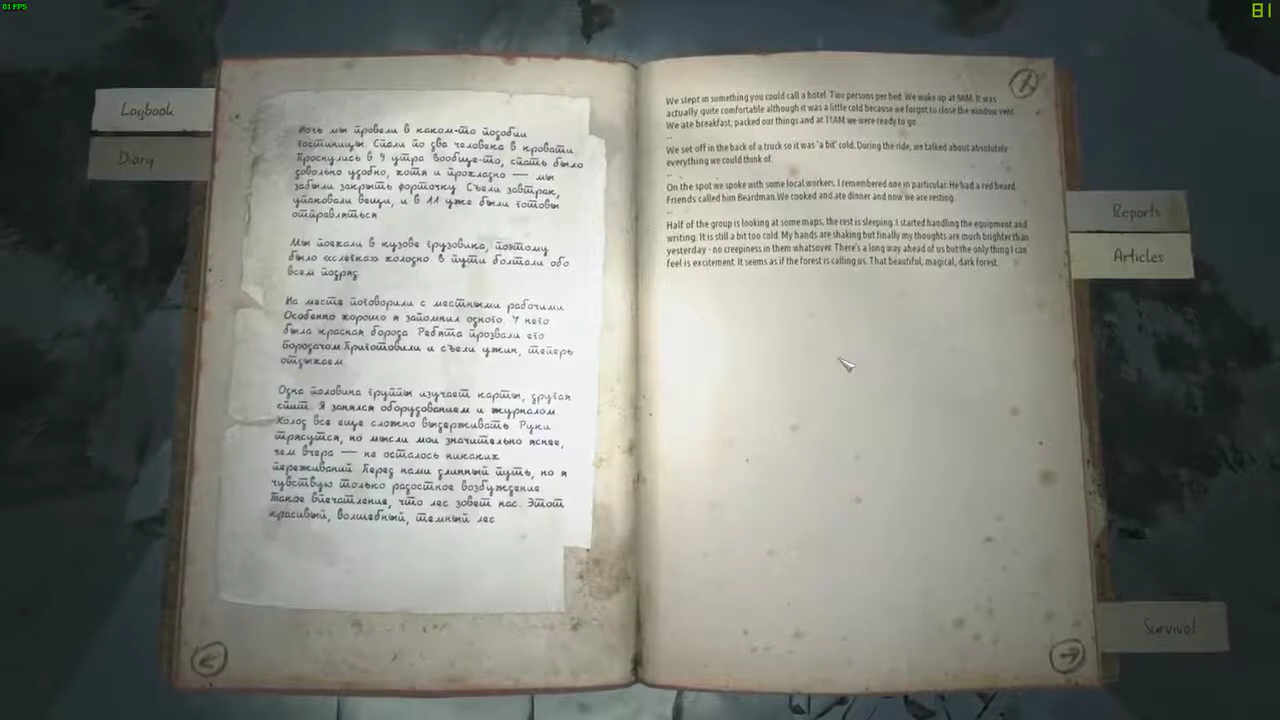 81 FPS
81
Logbook
Diary
Ночь мы провели в каком-то подобии
гостиницы. Спали по два человека в кровати
Проснулись в 9 утра Вообще-то, спать было
довольно удобно, хотя и прохладно — мы
забыли закрыть форточку. Съели завтрак,
упаковали вещи, и в 11 уже были готовы
отправляться
Мы поехали в кузове грузовика, поэтому
было «слегка» холодно в пути болтали обо
всем подряд
На месте поговорили с местными рабочими
Особенно хорошо я запомнил одного. У него
была красная борода. Ребята прозвали его
бородачом Приготовили и съели ужин, теперь
отдыхаем
Одна половина группы изучает карты, другая
спит. Я занялся оборудованием и журналом
Холод все еще сложно выдерживать Руки
трясутся, но мысли мои значительно яснее,
чем вчера — не осталось никаких
переживаний Перед нами длинный путь, но я
чувствую только радостное возбуждение
Такое впечатление, что лес зовет нас. Этот
красивый, волшебный, темный лес
We slept in something you could call a hotel. Two persons per bed. We woke up at 9AM. It was
actually quite comfortable although it was a little cold because we forgot to close the window vent.
We ate breakfast, packed our things and at 11AM we were ready to go.
...
We set off in the back of a truck so it was 'a bit' cold. During the ride, we talked about absolutely
everything we could think of.
...
On the spot we spoke with some local workers. I remembered one in particular. He had a red beard.
Friends called him Beardman. We cooked and ate dinner and now we are resting.
...
Half of the group is looking at some maps, the rest is sleeping. I started handling the equipment and
writing. It is still a bit too cold. My hands are shaking but finally my thoughts are much brighter than
yesterday - no creepiness in them whatsover. There's a long way ahead of us but the only thing I can
feel is excitement. It seems as if the forest is calling us. That beautiful, magical, dark forest.
Reports
Articles
Survival